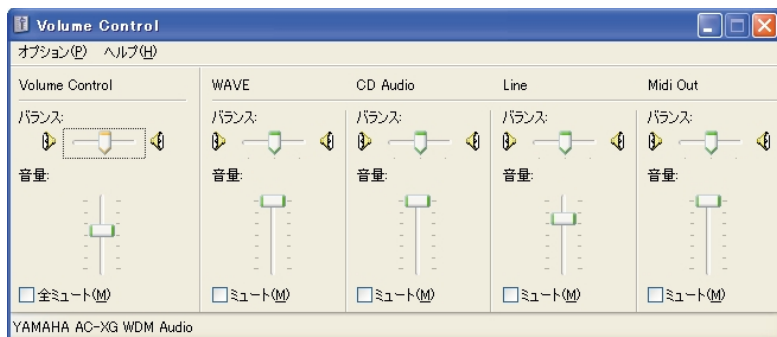 Volume Control
オプション(P) ヘルプ(H)
Volume Control WAVE CD Audio Line Midi Out
バランス: バランス: バランス: バランス: バランス:
音量: 音量: 音量: 音量: 音量:
全ミュート(M) ミュート(M) ミュート(M) ミュート(M) ミュート(M)
YAMAHA AC-XG WDM Audio